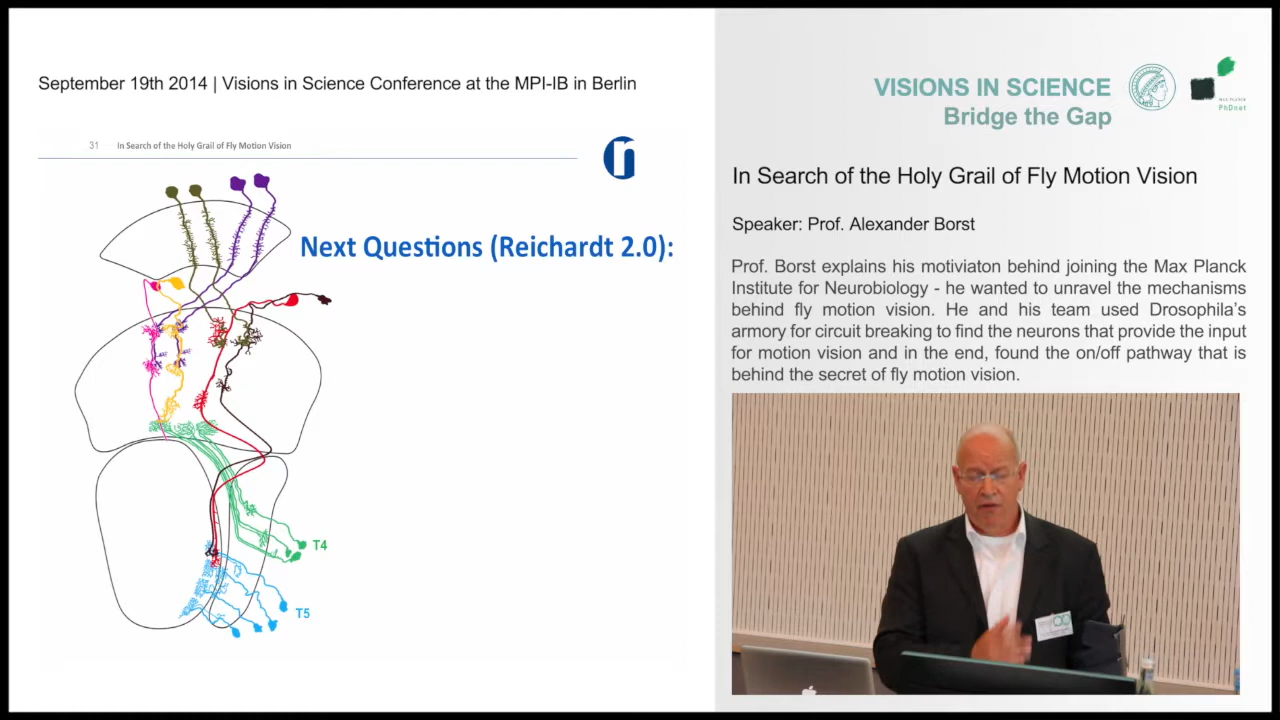 September 19th 2014 | Visions in Science Conference at the MPI-IB in Berlin
31 In Search of the Holy Grail of Fly Motion Vision
Next Questions (Reichardt 2.0):
T4
T5
VISIONS IN SCIENCE
Bridge the Gap
MAX PLANCK
PhDnet
In Search of the Holy Grail of Fly Motion Vision
Speaker: Prof. Alexander Borst
Prof. Borst explains his motiviaton behind joining the Max Planck
Institute for Neurobiology - he wanted to unravel the mechanisms
behind fly motion vision. He and his team used Drosophila's
armory for circuit breaking to find the neurons that provide the input
for motion vision and in the end, found the on/off pathway that is
behind the secret of fly motion vision.